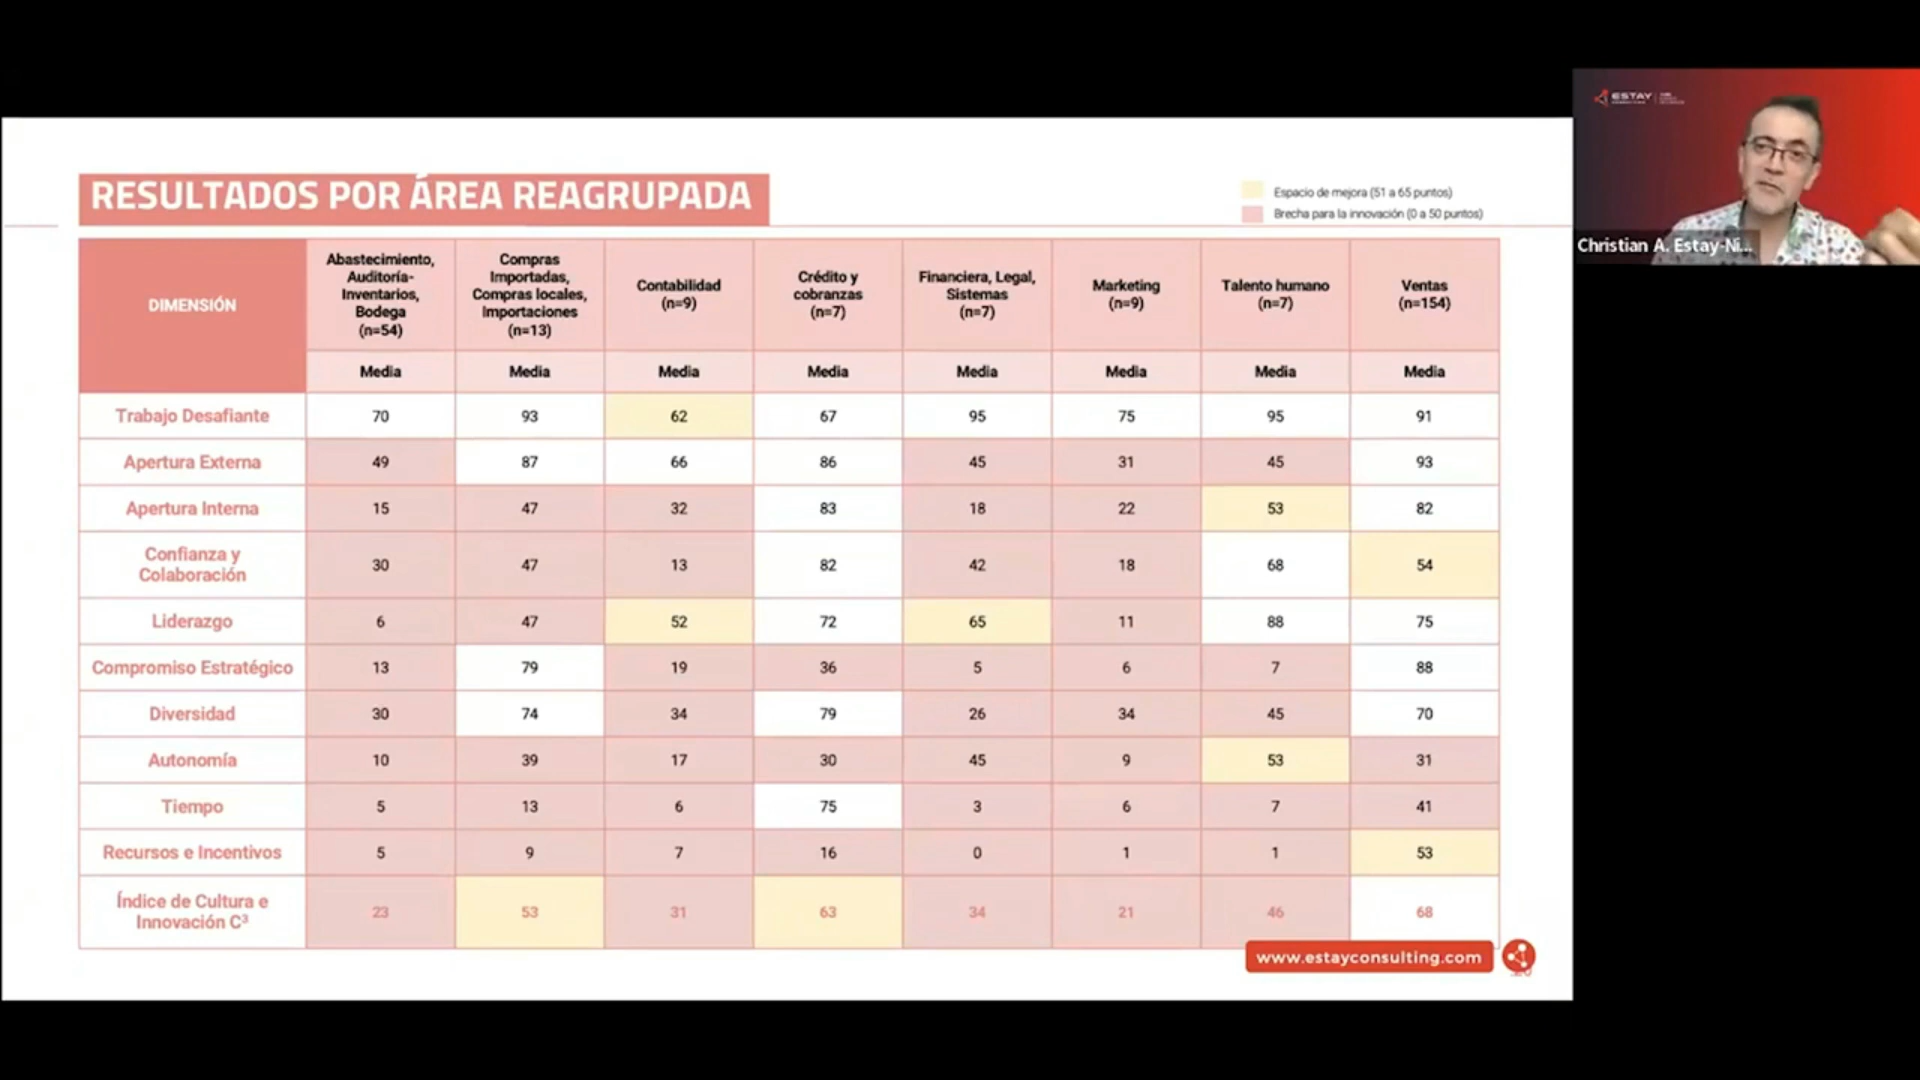 RESULTADOS POR ÁREA REAGRUPADA
Espacio de mejora (51 a 65 puntos)
Brecha para la innovación (0 a 50 puntos)
ESTAY
Christian A. Estay-Ni...
DIMENSIÓN
Abastecimiento,
Auditoría-
Inventarios,
Bodega
(n=54)
Compras
Importadas,
Compras locales,
Importaciones
(n=13)
Contabilidad
(n=9)
Crédito y
cobranzas
(n=7)
Financiera, Legal,
Sistemas
(n=7)
Marketing
(n=9)
Talento humano
(n=7)
Ventas
(n=154)
Media Media Media Media Media Media Media Media
Trabajo Desafiante 70 93 62 67 95 75 95 91
Apertura Externa 49 87 66 86 45 31 45 93
Apertura Interna 15 47 32 83 18 22 53 82
Confianza y
Colaboración 30 47 13 82 42 18 68 54
Liderazgo 6 47 52 72 65 11 88 75
Compromiso Estratégico 13 79 19 36 5 6 7 88
Diversidad 30 74 34 79 26 34 45 70
Autonomía 10 39 17 30 45 9 53 31
Tiempo 5 13 6 75 3 6 7 41
Recursos e Incentivos 5 9 7 16 0 1 1 53
Índice de Cultura e
Innovación C³ 23 53 31 63 34 21 46 68
www.estayconsulting.com